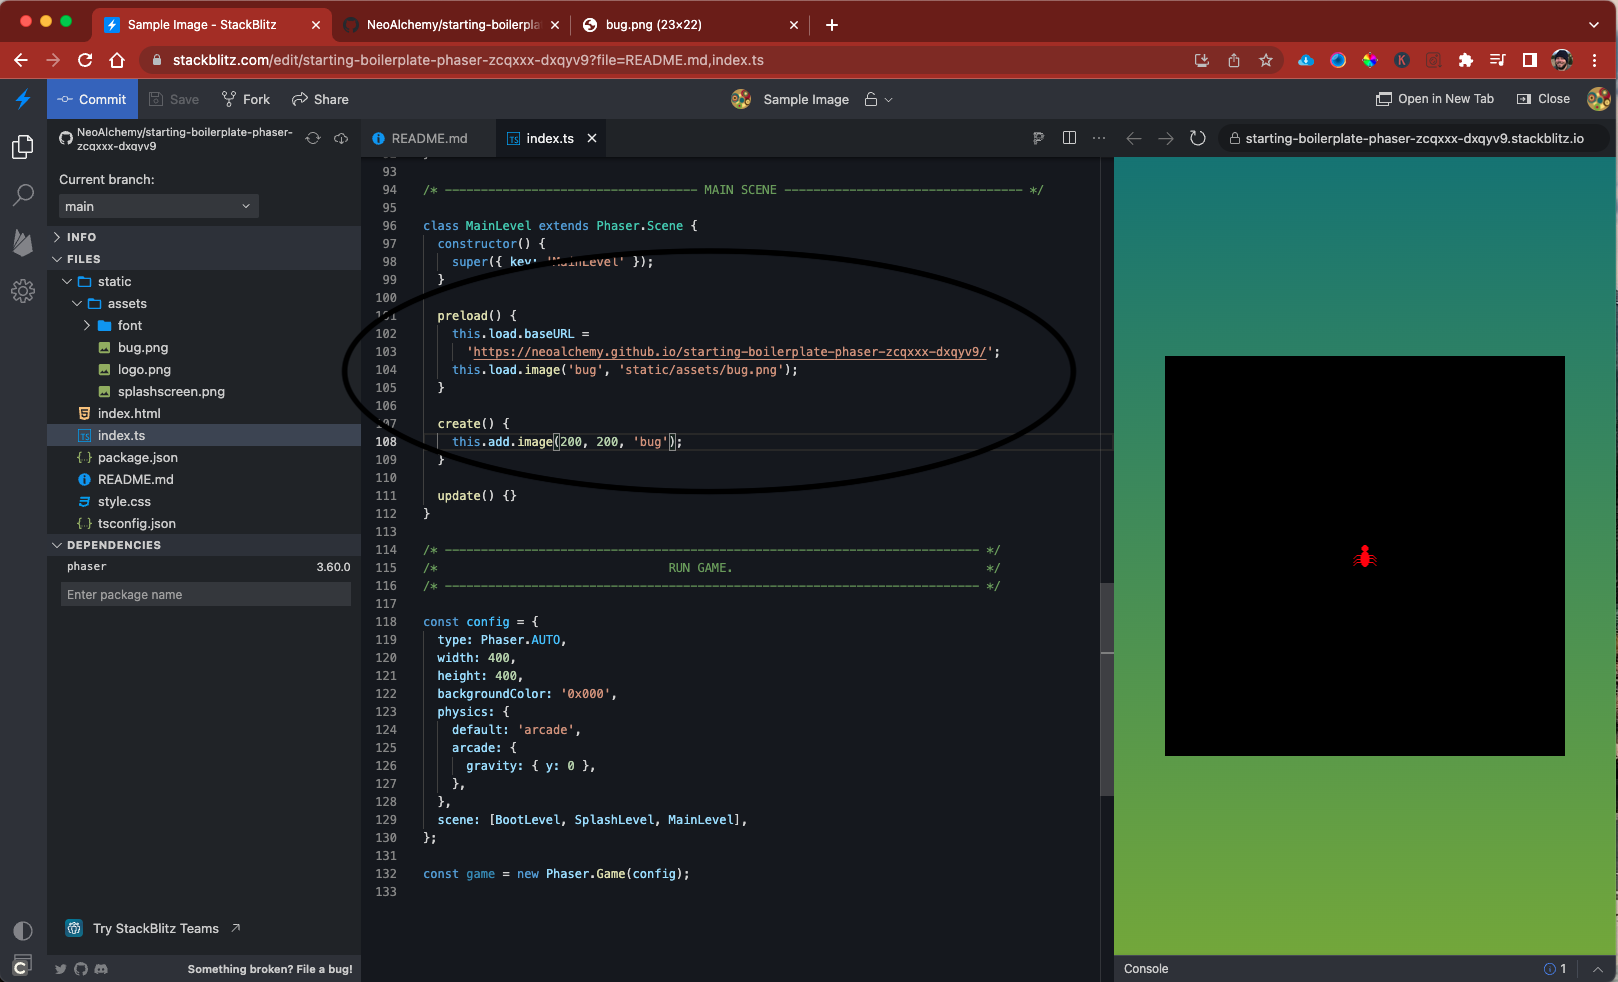 Sample Image - StackBlitz
NeoAlchemy/starting-boilerpla
bug.png (23×22)
stackblitz.com/edit/starting-boilerplate-phaser-zcqxxx-dxqyv9?file=README.md,index.ts
Commit
Save
Fork
Share
Sample Image
Open in New Tab
Close
NeoAlchemy/starting-boilerplate-phaser-
zcqxxx-dxqyv9
Current branch:
main
INFO
FILES
static
assets
font
bug.png
logo.png
splashscreen.png
index.html
index.ts
package.json
README.md
style.css
tsconfig.json
DEPENDENCIES
phaser 3.60.0
Enter package name
Try StackBlitz Teams
Something broken? File a bug!
README.md
index.ts
93
94 /* ----------------------------------- MAIN SCENE --------------------------------- */
95
96 class MainLevel extends Phaser.Scene {
97 constructor() {
98 super({ key: 'MainLevel' });
99 }
100
101 preload() {
102 this.load.baseURL =
103 'https://neoalchemy.github.io/starting-boilerplate-phaser-zcqxxx-dxqyv9/';
104 this.load.image('bug', 'static/assets/bug.png');
105 }
106
107 create() {
108 this.add.image(200, 200, 'bug');
109 }
110
111 update() {}
112 }
113
114 /* -------------------------------------------------------------------------- */
115 /* RUN GAME. */
116 /* -------------------------------------------------------------------------- */
117
118 const config = {
119 type: Phaser.AUTO,
120 width: 400,
121 height: 400,
122 backgroundColor: '0x000',
123 physics: {
124 default: 'arcade',
125 arcade: {
126 gravity: { y: 0 },
127 },
128 },
129 scene: [BootLevel, SplashLevel, MainLevel],
130 };
131
132 const game = new Phaser.Game(config);
133
starting-boilerplate-phaser-zcqxxx-dxqyv9.stackblitz.io
Console
1